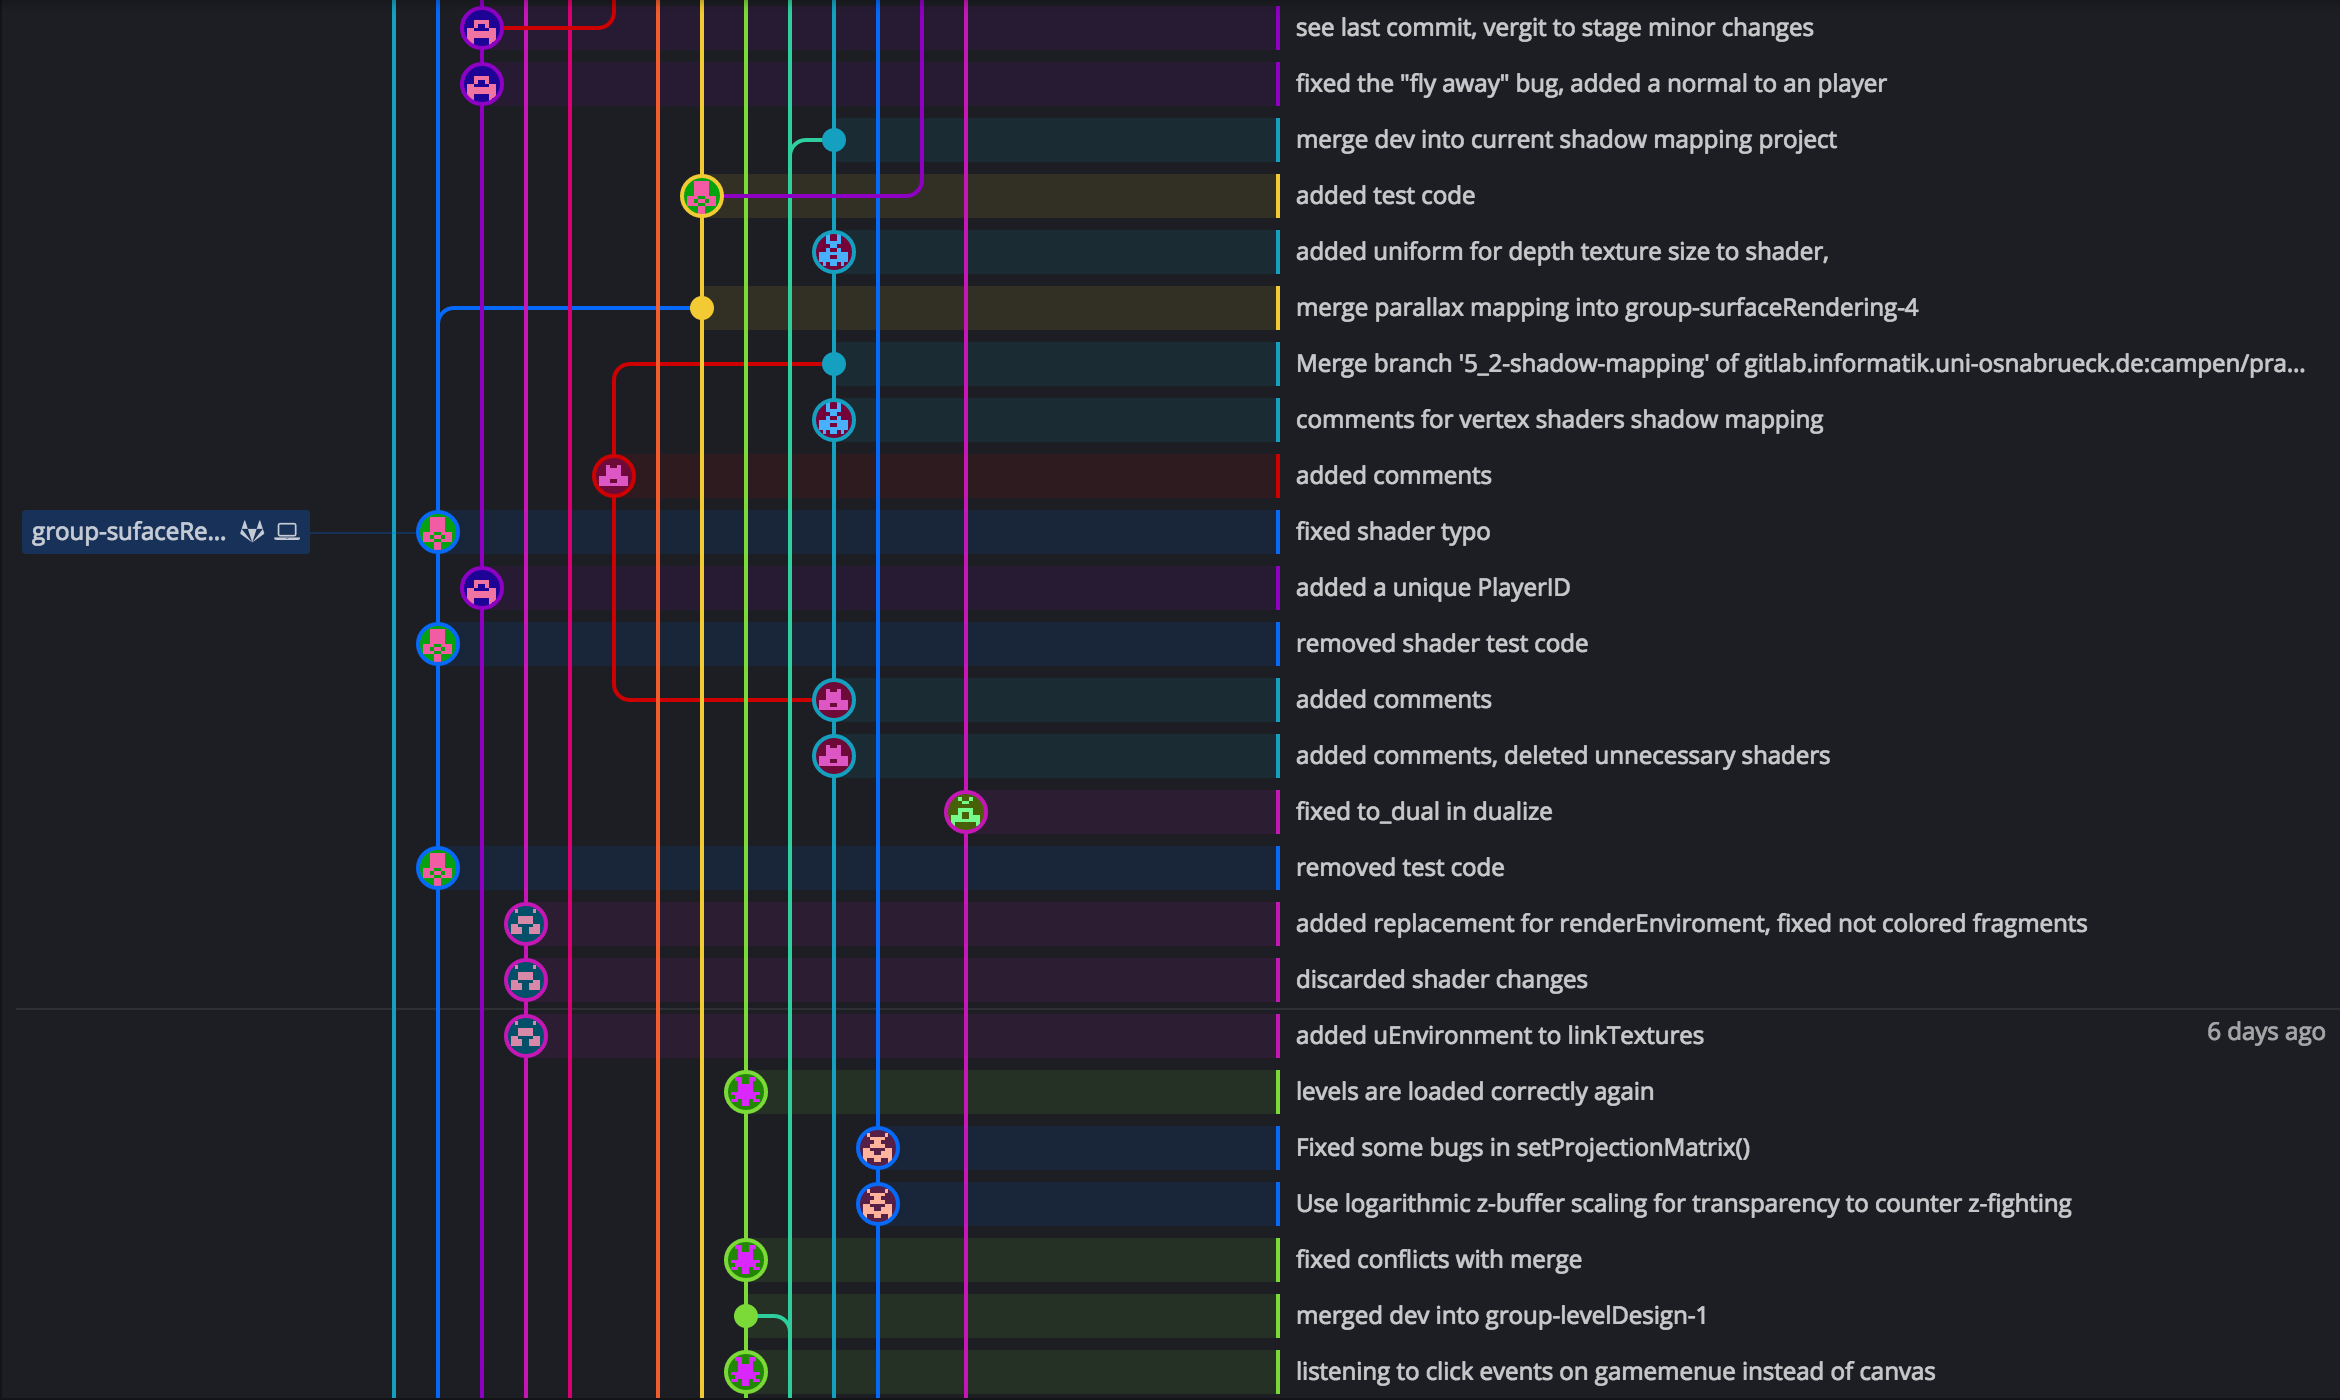 see last commit, vergit to stage minor changes
fixed the "fly away" bug, added a normal to an player
merge dev into current shadow mapping project
added test code
added uniform for depth texture size to shader,
merge parallax mapping into group-surfaceRendering-4
Merge branch '5_2-shadow-mapping' of gitlab.informatik.uni-osnabrueck.de:campen/pra...
comments for vertex shaders shadow mapping
added comments
group-sufaceRe... fixed shader typo
added a unique PlayerID
removed shader test code
added comments
added comments, deleted unnecessary shaders
fixed to_dual in dualize
removed test code
added replacement for renderEnviroment, fixed not colored fragments
discarded shader changes
added uEnvironment to linkTextures 6 days ago
levels are loaded correctly again
Fixed some bugs in setProjectionMatrix()
Use logarithmic z-buffer scaling for transparency to counter z-fighting
fixed conflicts with merge
merged dev into group-levelDesign-1
listening to click events on gamemenue instead of canvas